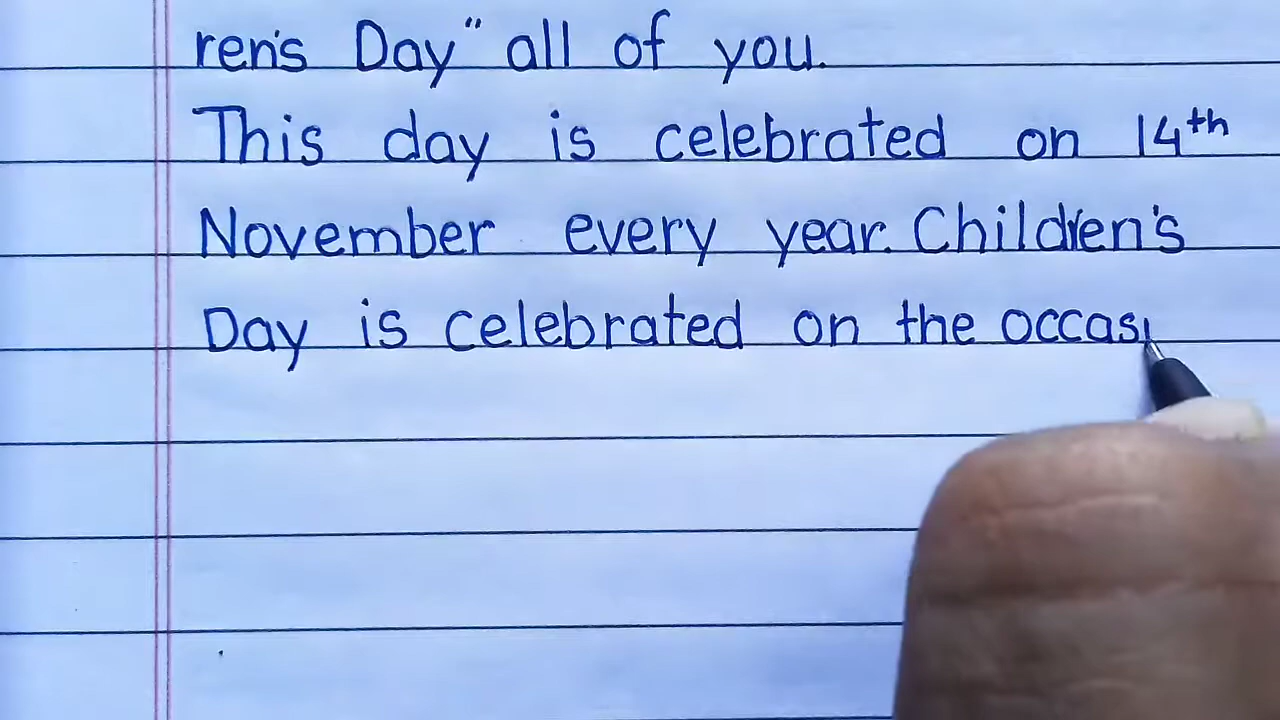 ren's Day" all of you.
This day is celebrated on 14th
November every year. Children's
Day is celebrated on the occasi